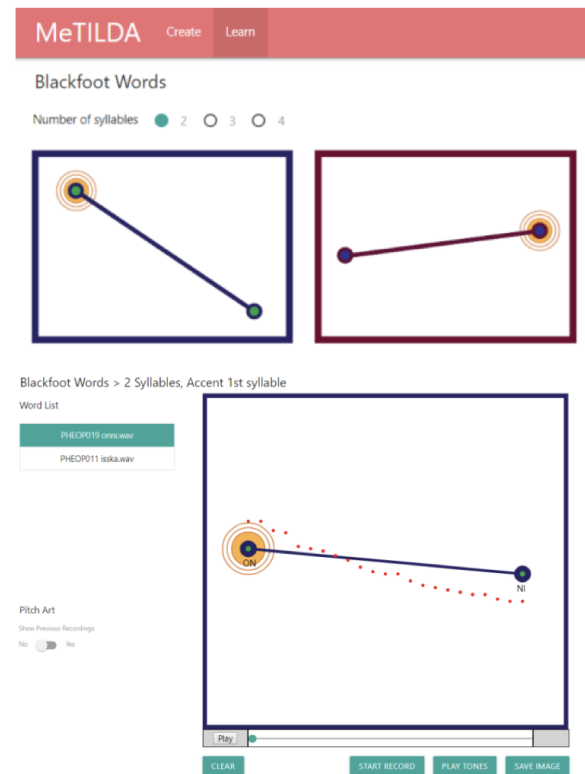 MeTILDA Create Learn
Blackfoot Words
Number of syllables 2 3 4
Blackfoot Words > 2 Syllables, Accent 1st syllable
Word List
PHEOP019 onni.wav
PHEOP011 isska.wav
ON
NI
Pitch Art
Show Previous Recordings
No Yes
Play
CLEAR START RECORD PLAY TONES SAVE IMAGE